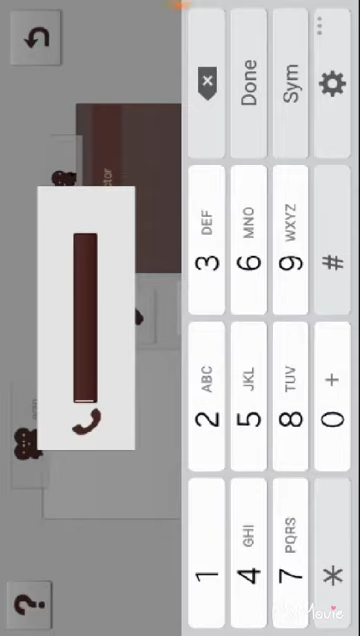 1
2 ABC
3 DEF
4 GHI
5 JKL
6 MNO
Done
7 PQRS
8 TUV
9 WXYZ
Sym
*
0 +
#
ctor
?